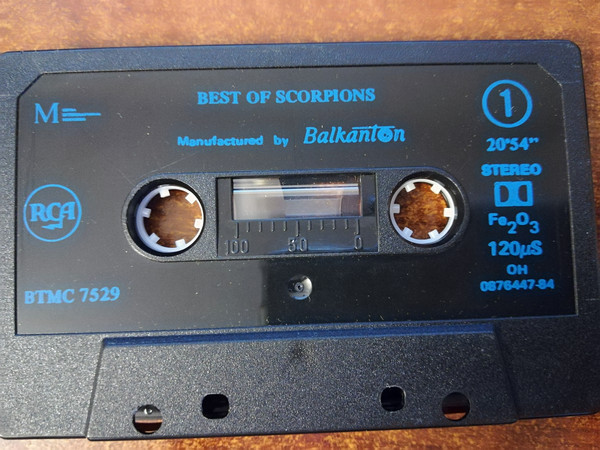 M
BEST OF SCORPIONS
Manufactured by Balkanton
1
20'54"
STEREO
Fe2O3
120µS
OH
0876447-84
RCA
BTMC 7529
100 50 0